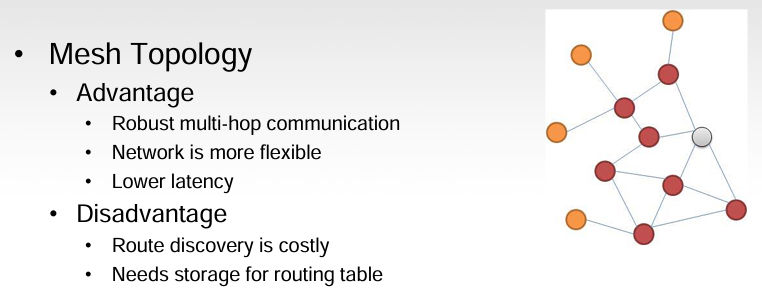 • Mesh Topology
• Advantage
• Robust multi-hop communication
• Network is more flexible
• Lower latency
• Disadvantage
• Route discovery is costly
• Needs storage for routing table